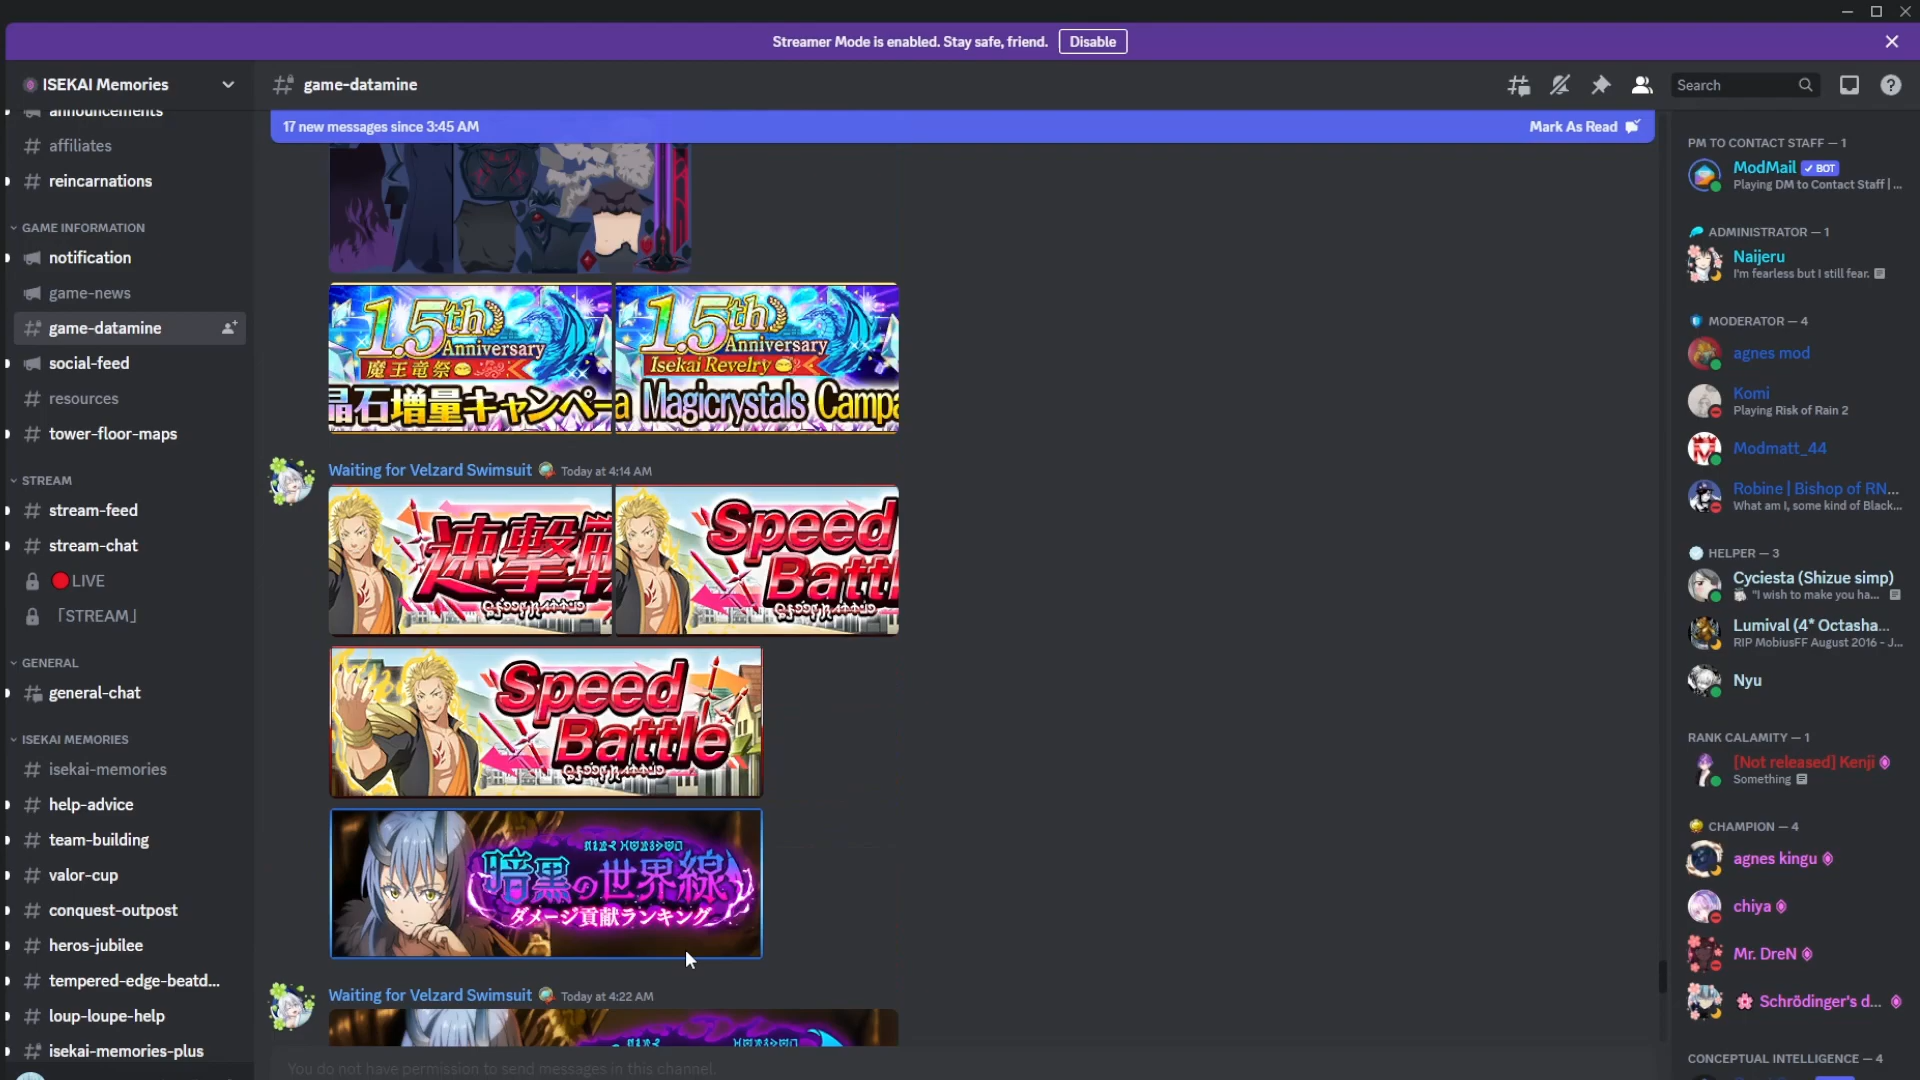 Streamer Mode is enabled. Stay safe, friend.
Disable
ISEKAI Memories
announcements
affiliates
reincarnations
GAME INFORMATION
notification
game-news
game-datamine
social-feed
resources
tower-floor-maps
STREAM
stream-feed
stream-chat
LIVE
「STREAM」
GENERAL
general-chat
ISEKAI MEMORIES
isekai-memories
help-advice
team-building
valor-cup
conquest-outpost
heros-jubilee
tempered-edge-beatd...
loup-loupe-help
isekai-memories-plus
game-datamine
Search
17 new messages since 3:45 AM
Mark As Read
1.5th
Anniversary
魔王竜祭
晶石増量キャンペー
1.5th
Anniversary
Isekai Revelry
a Magicrystals Campa
Waiting for Velzard Swimsuit Today at 4:14 AM
速撃戦
Speed
Battl
Speed
Battle
暗黒の世界線
ダメージ貢献ランキング
Waiting for Velzard Swimsuit Today at 4:22 AM
You do not have permission to send messages in this channel.
PM TO CONTACT STAFF — 1
ModMail BOT
Playing DM to Contact Staff | ...
ADMINISTRATOR — 1
Naijeru
I'm fearless but I still fear.
MODERATOR — 4
agnes mod
Komi
Playing Risk of Rain 2
Modmatt_44
Robine | Bishop of RN...
What am I, some kind of Black...
HELPER — 3
Cyciesta (Shizue simp)
"I wish to make you ha...
Lumival (4* Octasha...
RIP MobiusFF August 2016 - J...
Nyu
RANK CALAMITY — 1
[Not released] Kenji
Something
CHAMPION — 4
agnes kingu
chiya
Mr. DreN
Schrödinger's d...
CONCEPTUAL INTELLIGENCE — 4